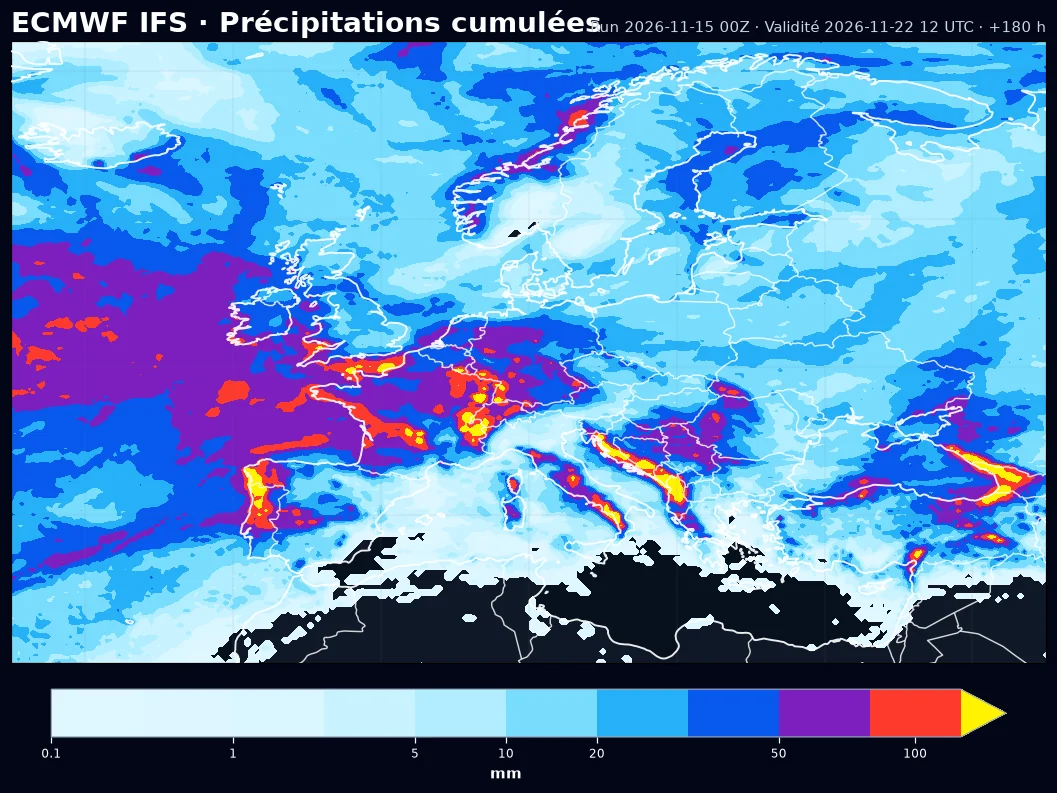 ECMWF IFS · Précipitations cumulées
Run 2026-11-15 00Z · Validité 2026-11-22 12 UTC · +180 h
0.1 1 5 10 20 50 100
mm